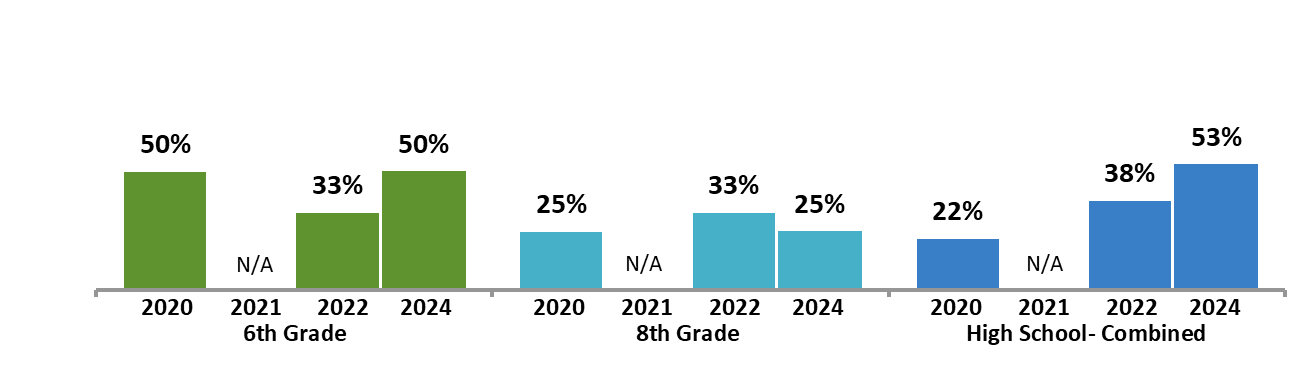 50% 50% 33% 25% 33% 25% 22% 38% 53%
N/A N/A N/A
2020 2021 2022 2024 2020 2021 2022 2024 2020 2021 2022 2024
6th Grade 8th Grade High School- Combined